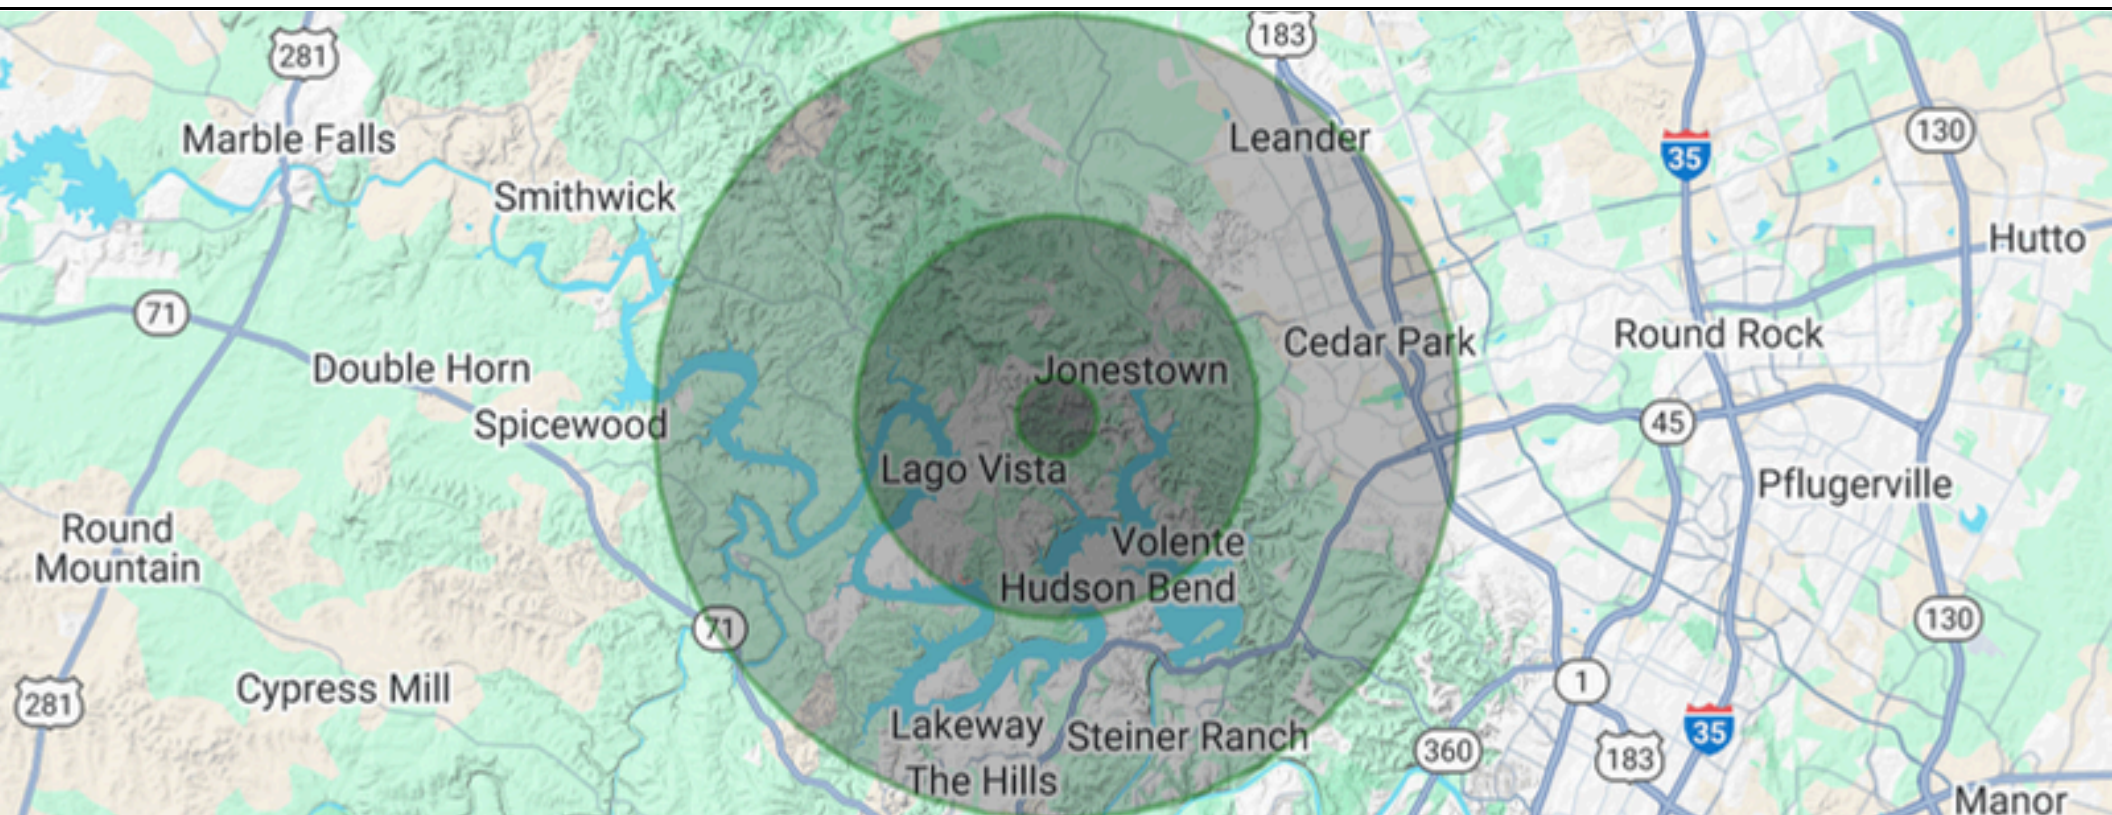 183
281
Leander
130
Marble Falls
35
Smithwick
Hutto
71
Round Rock
Cedar Park
Double Horn
Jonestown
Spicewood
45
Lago Vista
Pflugerville
Round
Mountain
Volente
Hudson Bend
71
130
1
Cypress Mill
281
Lakeway
Steiner Ranch
35
360
183
The Hills
Manor